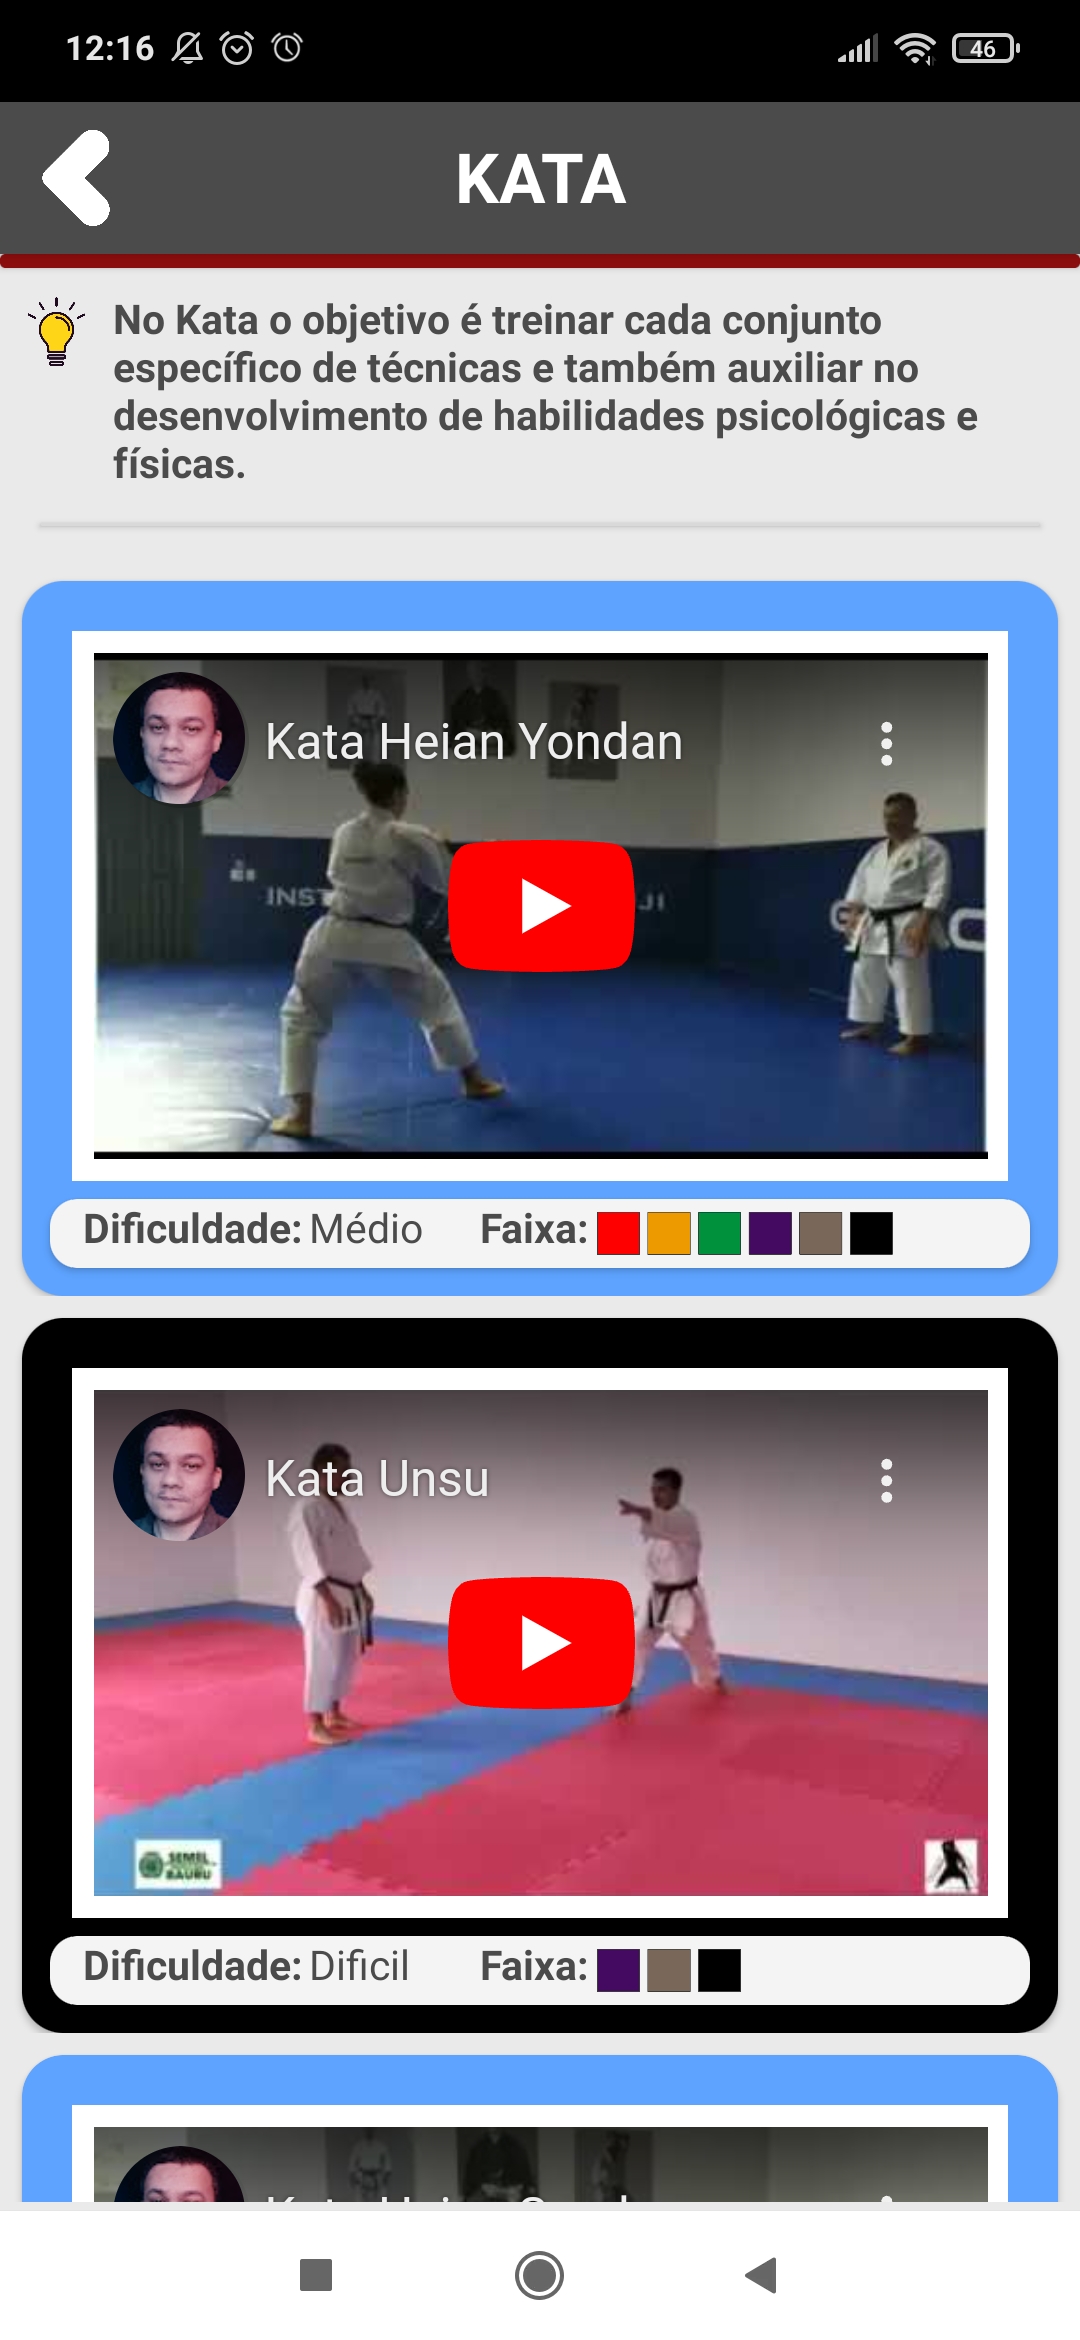 12:16
46
KATA
No Kata o objetivo é treinar cada conjunto
específico de técnicas e também auxiliar no
desenvolvimento de habilidades psicológicas e
físicas.
Kata Heian Yondan
INST
JI
Dificuldade: Médio Faixa:
Kata Unsu
SEMEL
BAURU
Dificuldade: Dificil Faixa: